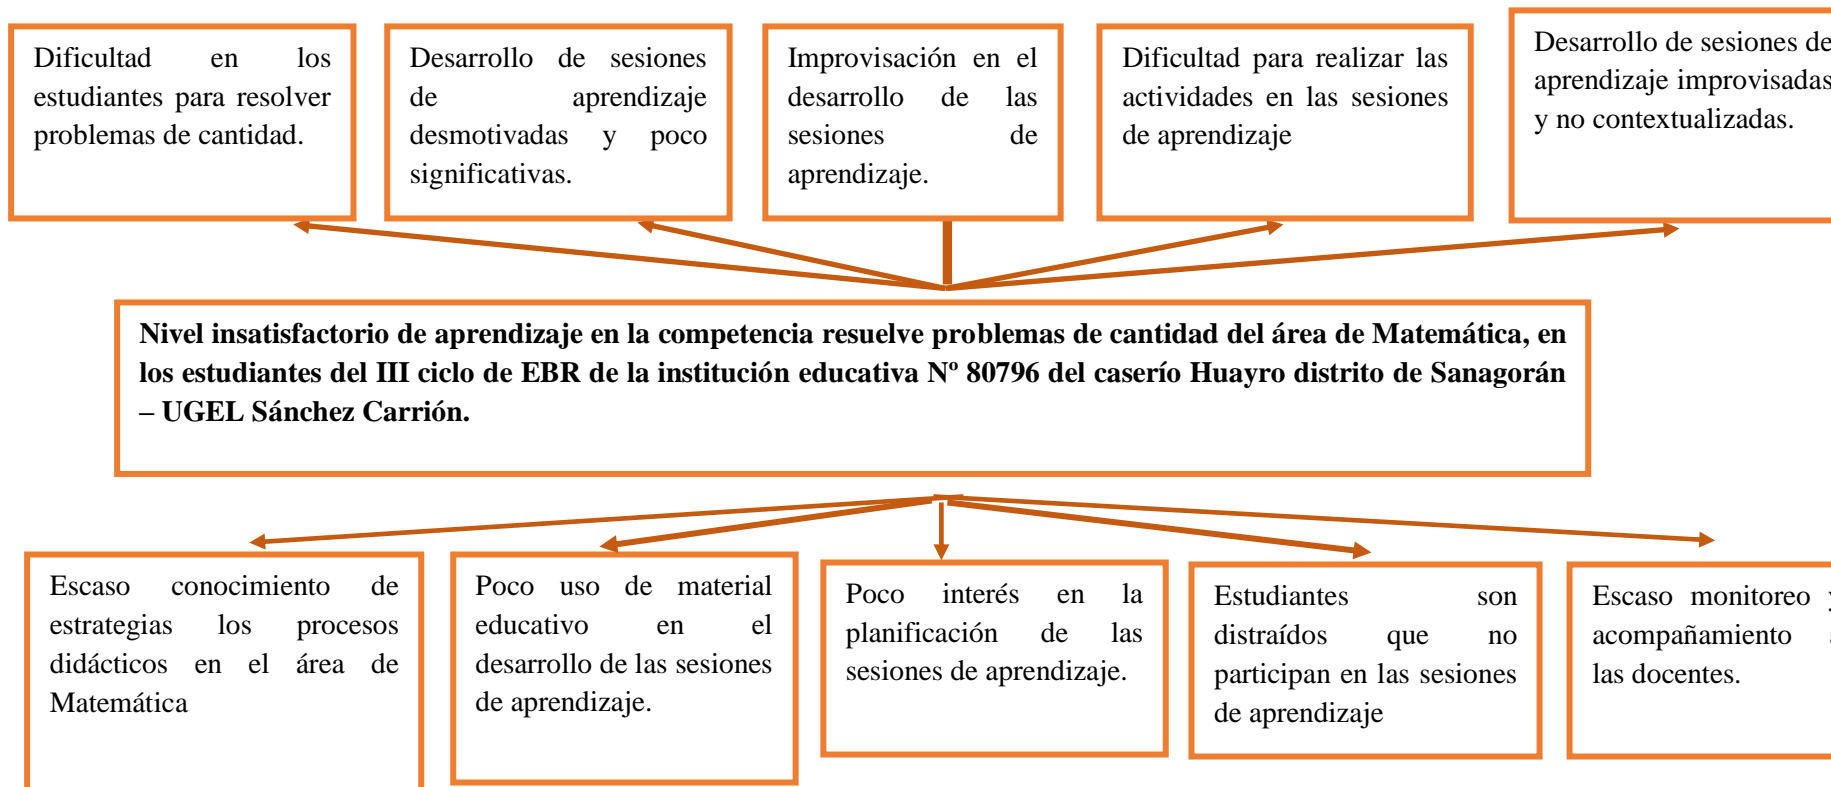 Dificultad en los
estudiantes para resolver
problemas de cantidad.
Desarrollo de sesiones
de aprendizaje
desmotivadas y poco
significativas.
Improvisación en el
desarrollo de las
sesiones de
aprendizaje.
Dificultad para realizar las
actividades en las sesiones
de aprendizaje
Desarrollo de sesiones de
aprendizaje improvisadas
y no contextualizadas.
Nivel insatisfactorio de aprendizaje en la competencia resuelve problemas de cantidad del área de Matemática, en
los estudiantes del III ciclo de EBR de la institución educativa Nº 80796 del caserío Huayro distrito de Sanagorán
– UGEL Sánchez Carrión.
Escaso conocimiento de
estrategias los procesos
didácticos en el área de
Matemática
Poco uso de material
educativo en el
desarrollo de las sesiones
de aprendizaje.
Poco interés en la
planificación de las
sesiones de aprendizaje.
Estudiantes son
distraídos que no
participan en las sesiones
de aprendizaje
Escaso monitoreo
acompañamiento
las docentes.